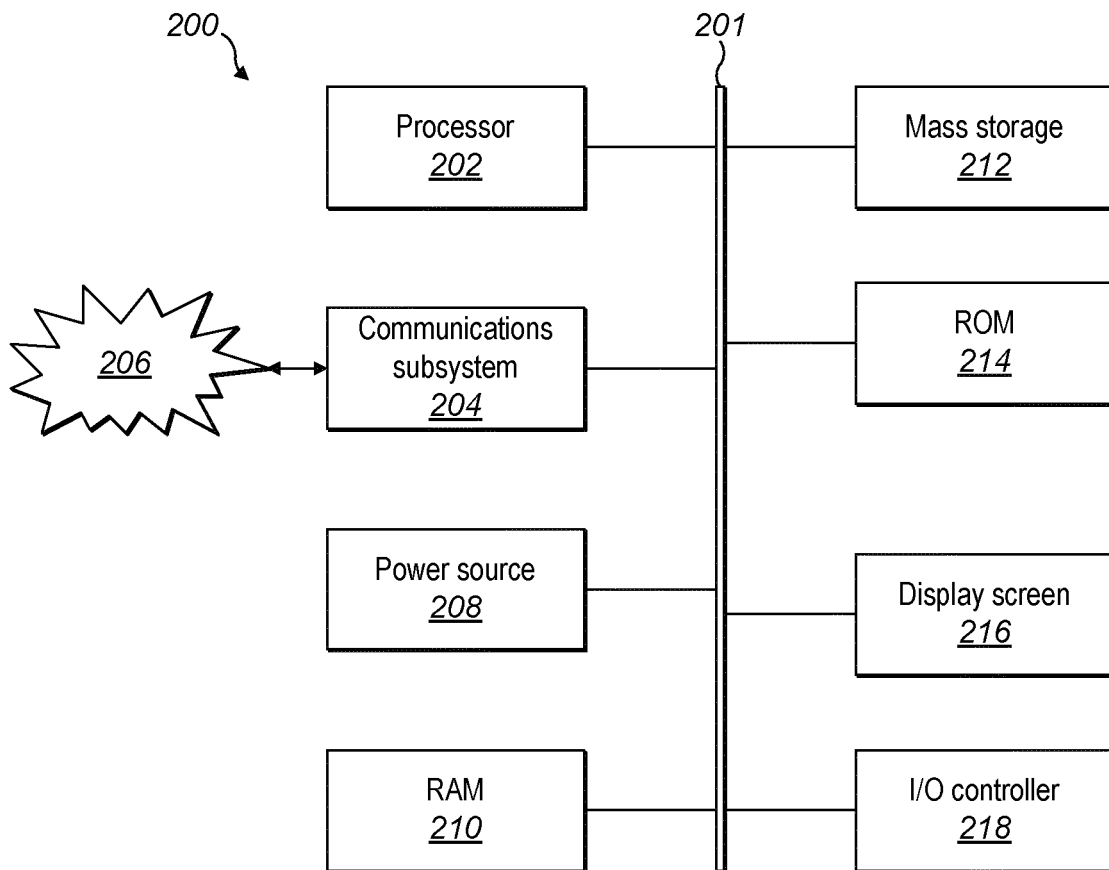 200
201
Processor
202
Mass storage
212
206
Communications
subsystem
204
ROM
214
Power source
208
Display screen
216
RAM
210
I/O controller
218